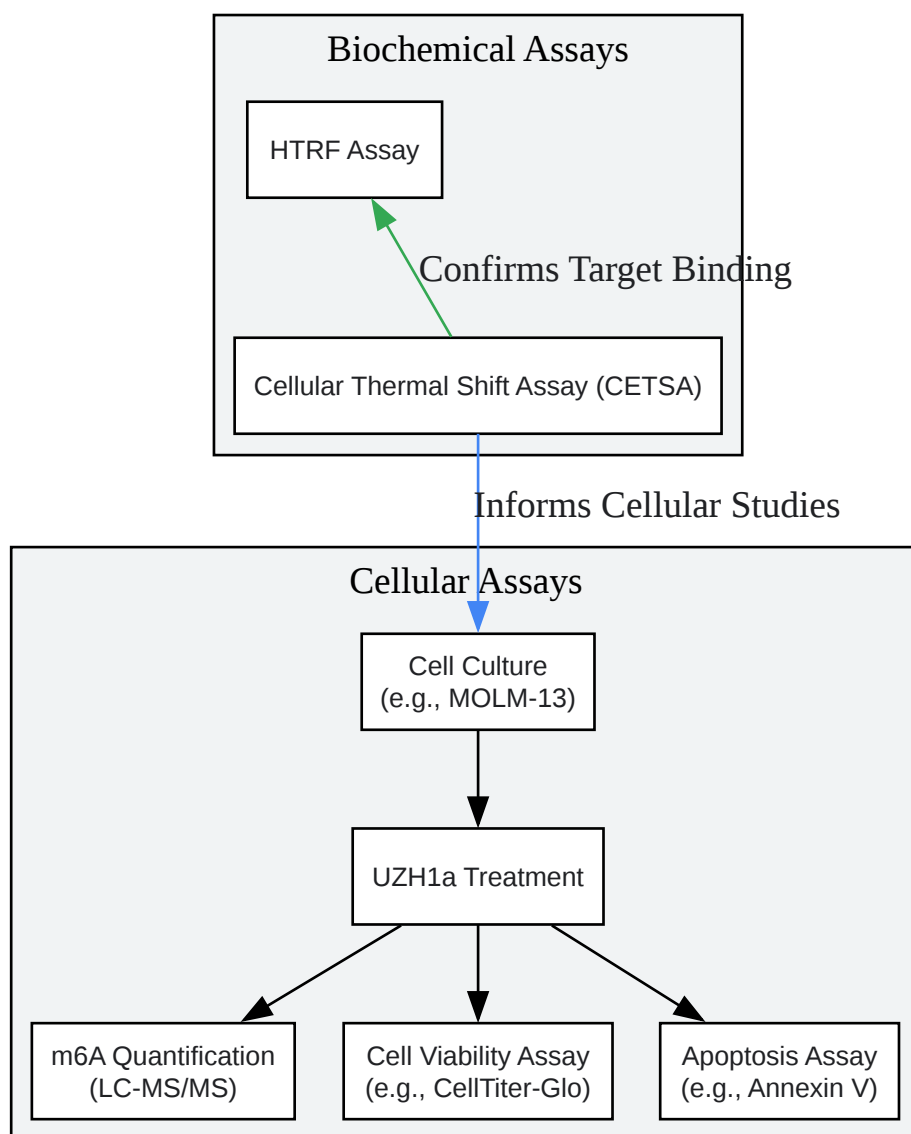 Biochemical Assays
HTRF Assay
Confirms Target Binding
Cellular Thermal Shift Assay (CETSA)
Informs Cellular Studies
Cellular Assays
Cell Culture
(e.g., MOLM-13)
UZH1a Treatment
m6A Quantification
(LC-MS/MS)
Cell Viability Assay
(e.g., CellTiter-Glo)
Apoptosis Assay
(e.g., Annexin V)